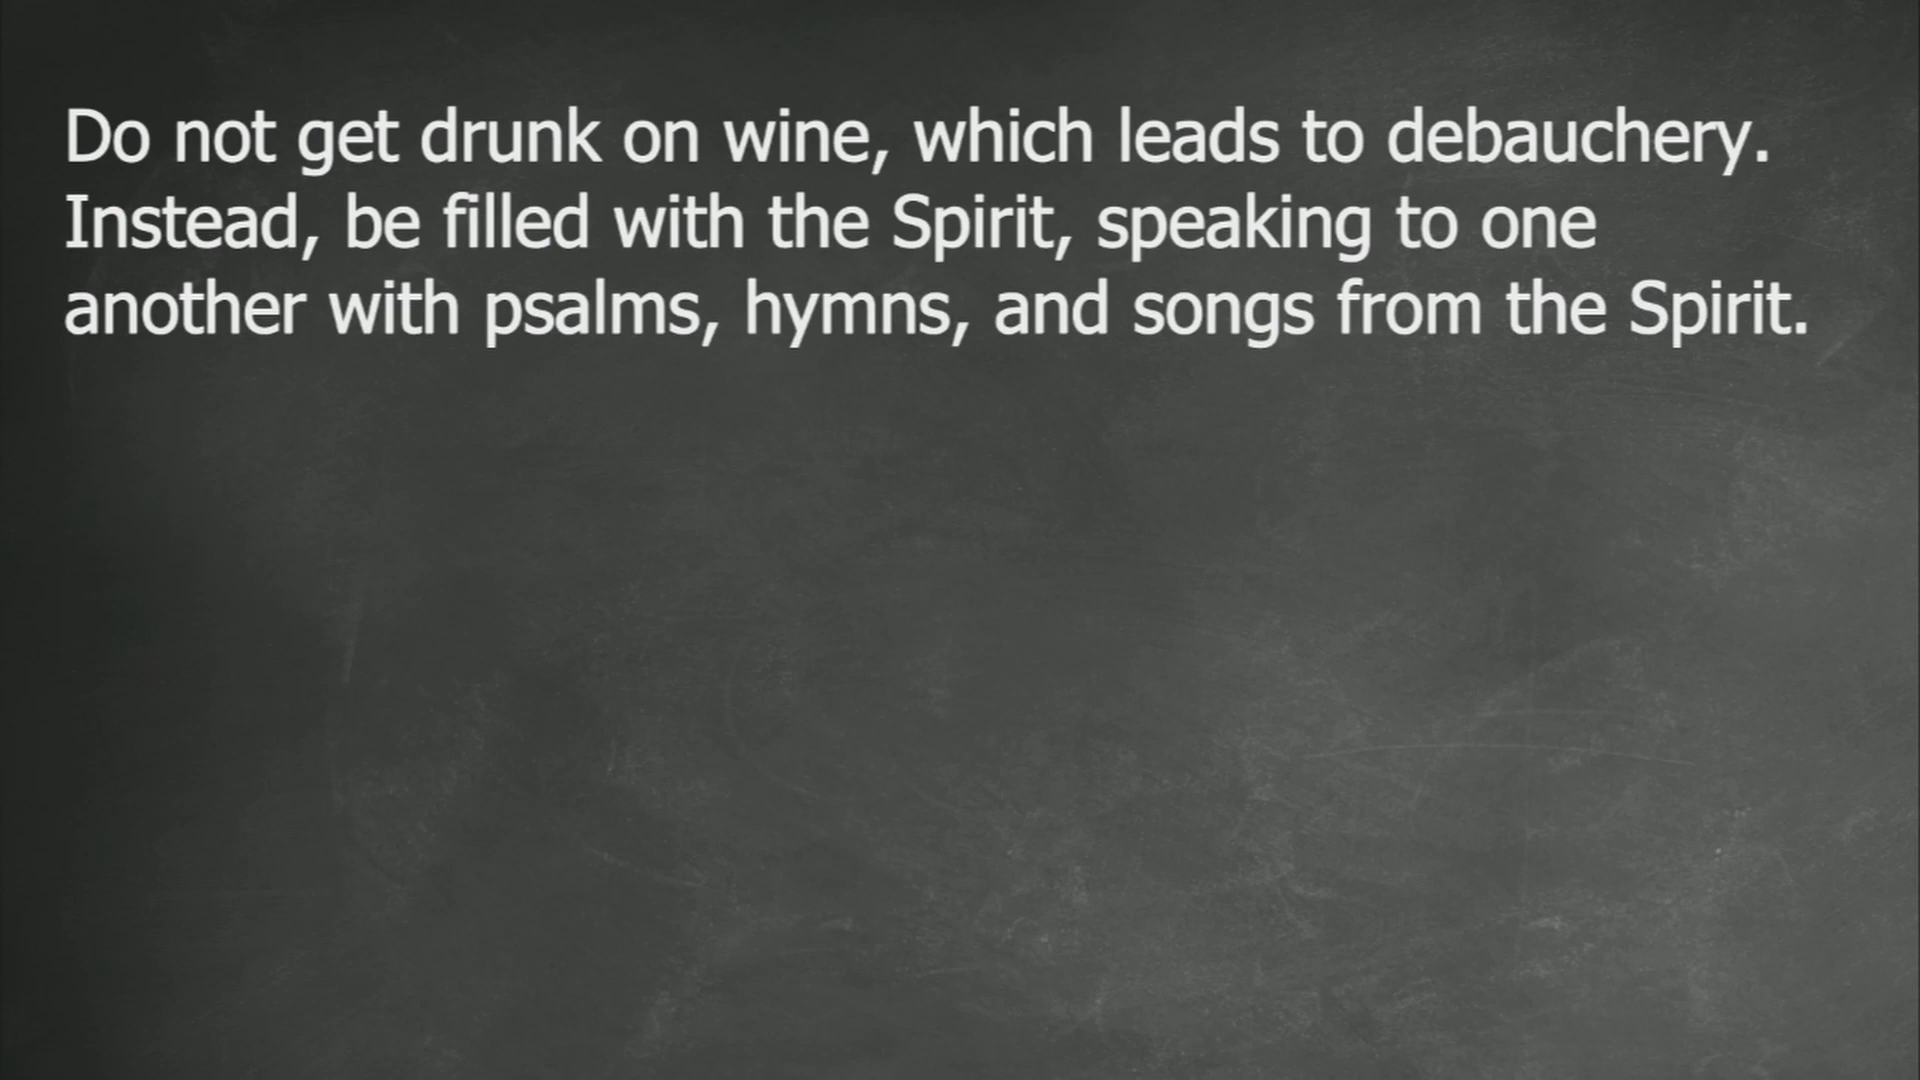 Do not get drunk on wine, which leads to debauchery.
Instead, be filled with the Spirit, speaking to one
another with psalms, hymns, and songs from the Spirit.